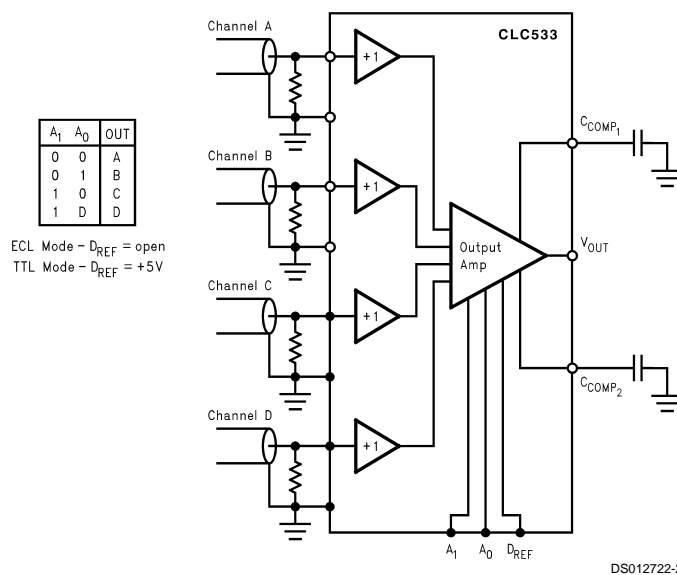 Channel A
CLC533
+1
A1 A0 OUT
0 0 A
0 1 B
1 0 C
1 D D
ECL Mode – DREF = open
TTL Mode – DREF = +5V
Channel B
+1
CCOMP1
Output
Amp
VOUT
Channel C
+1
CCOMP2
Channel D
+1
A1 A0 DREF